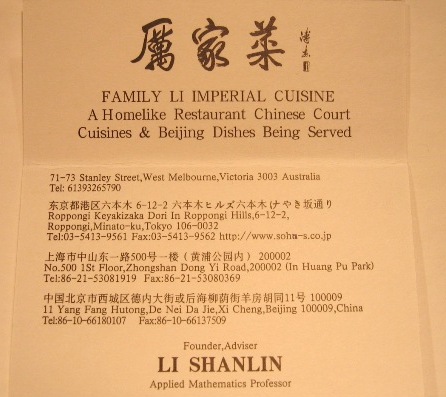 厲家菜
FAMILY LI IMPERIAL CUISINE
A Homelike Restaurant Chinese Court
Cuisines & Beijing Dishes Being Served
71-73 Stanley Street,West Melbourne,Victoria 3003 Australia
Tel: 61393265790
东京都港区六本木 6-12-2 六本木ヒルズ六本木けやき坂通り
Roppongi Keyakizaka Dori In Roppongi Hills,6-12-2,
Roppongi,Minato-ku,Tokyo 106-0032
Tel:03-5413-9561 Fax:03-5413-9562 http://www.sohm-s.co.jp
上海市中山东一路500号一楼（黄浦公园内）200002
No.500 1St Floor,Zhongshan Dong Yi Road,200002 (In Huang Pu Park)
Tel:86-21-53081919 Fax:86-21-53080369
中国北京市西城区德内大街或后海柳荫街羊房胡同11号 100009
11 Yang Fang Hutong,De Nei Da Jie,Xi Cheng,Beijing 100009,China
Tel:86-10-66180107 Fax:86-10-66137509
Founder,Adviser
LI SHANLIN
Applied Mathematics Professor